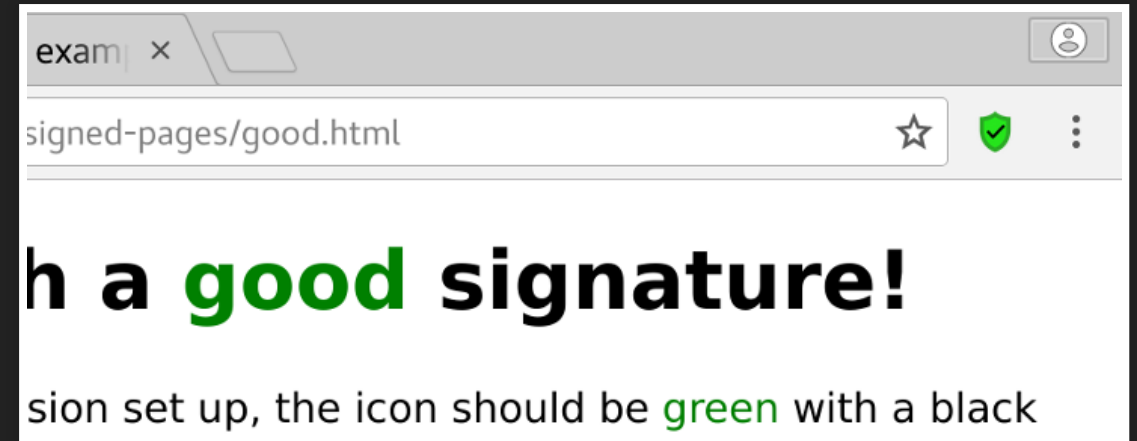 exam
signed-pages/good.html
h a good signature!
sion set up, the icon should be green with a black